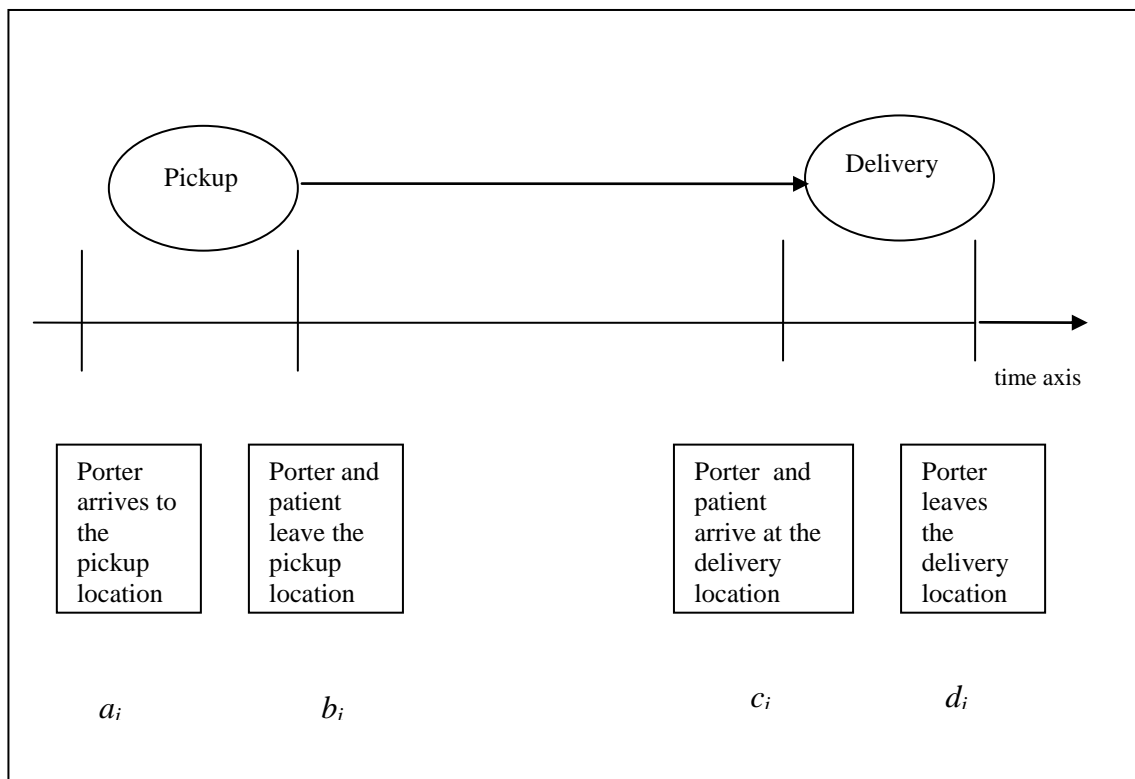 Pickup
Delivery
time axis
Porter
arrives to
the
pickup
location
Porter and
patient
leave the
pickup
location
Porter and
patient
arrive at the
delivery
location
Porter
leaves
the
delivery
location
aᵢ
bᵢ
cᵢ
dᵢ